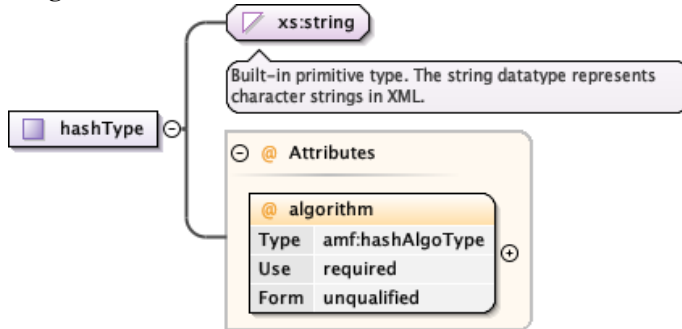 xs:string
Built-in primitive type. The string datatype represents
character strings in XML.
hashType
@ Attributes
@ algorithm
Type amf:hashAlgoType
Use required
Form unqualified